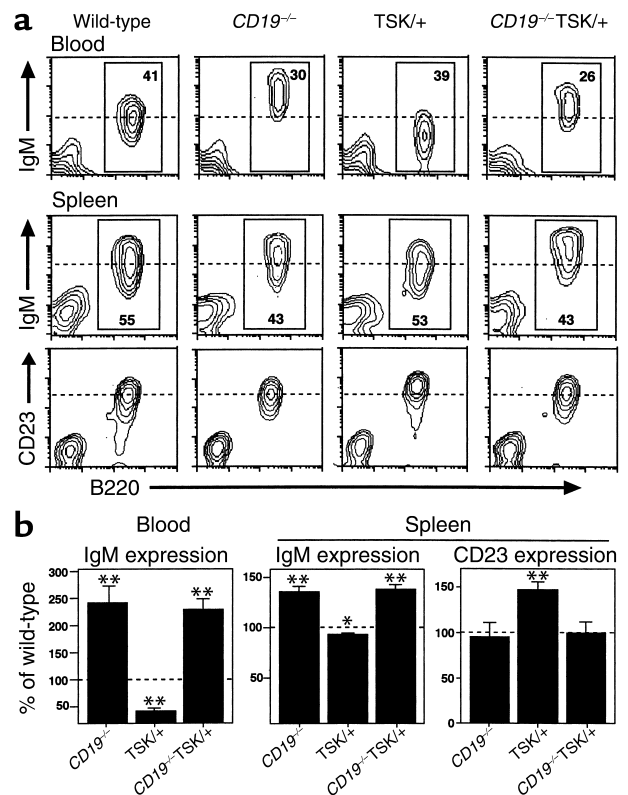 a
Wild-type CD19⁻/⁻ TSK/+ CD19⁻/⁻TSK/+
Blood
IgM
41 30 39 26
Spleen
IgM
55 43 53 43
CD23
B220
b
Blood Spleen
IgM expression IgM expression CD23 expression
% of wild-type
300
250
200
150
100
50
** ** **
CD19⁻/⁻ TSK/+ CD19⁻/⁻TSK/+
150
100
50
** * **
CD19⁻/⁻ TSK/+ CD19⁻/⁻TSK/+
150
100
50
0
**
CD19⁻/⁻ TSK/+ CD19⁻/⁻TSK/+